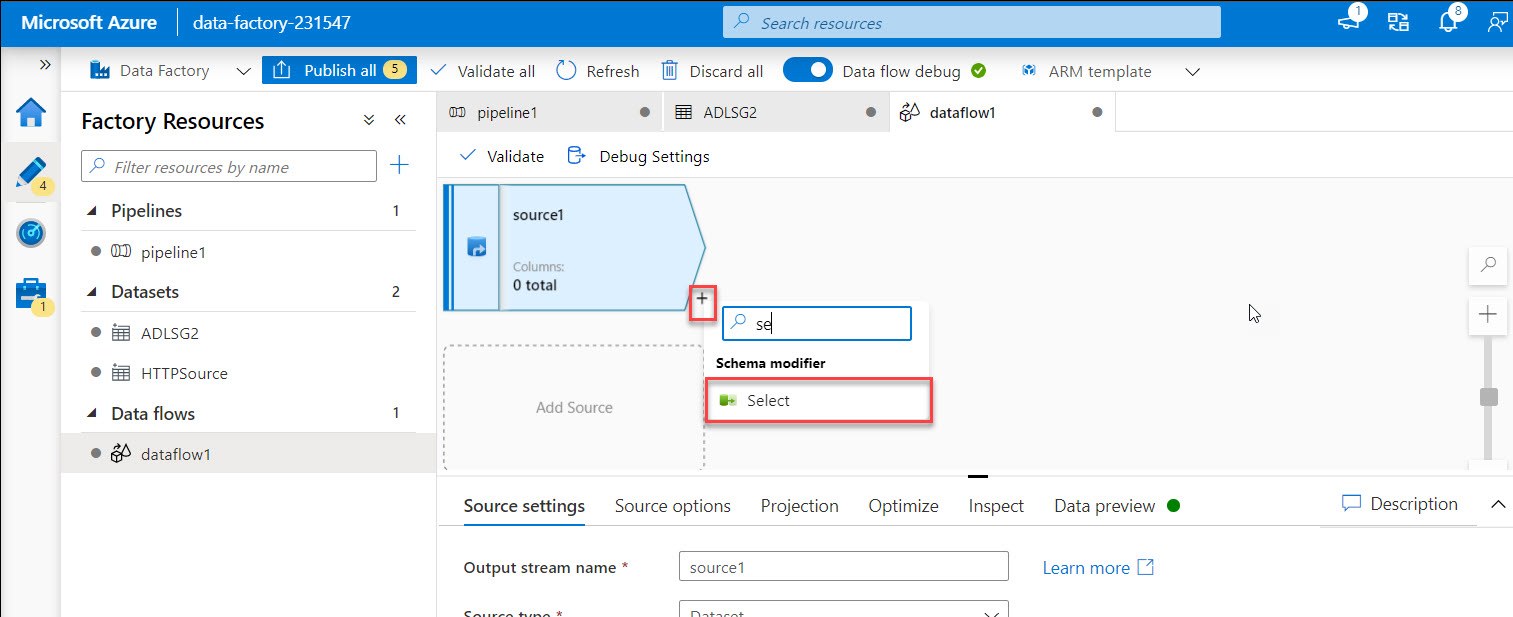 Microsoft Azure data-factory-231547 Search resources 1 8
Data Factory Publish all 5 Validate all Refresh Discard all Data flow debug ARM template
Factory Resources
pipeline1 ADLSG2 dataflow1
Filter resources by name
Validate Debug Settings
4
Pipelines 1
pipeline1
Datasets 2
ADLSG2
HTTPSource
Data flows 1
dataflow1
1
source1
Columns:
0 total
+
se
Schema modifier
Select
Add Source
Source settings Source options Projection Optimize Inspect Data preview Description
Output stream name * source1 Learn more
Source type * Dataset